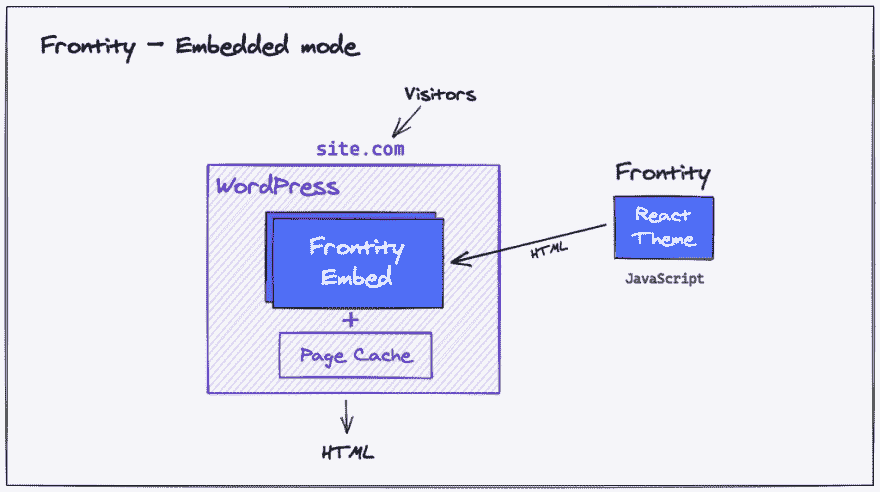 Frontity - Embedded mode
Visitors
site.com
WordPress
Frontity
Embed
+
Page Cache
HTML
Frontity
React
Theme
JavaScript
HTML